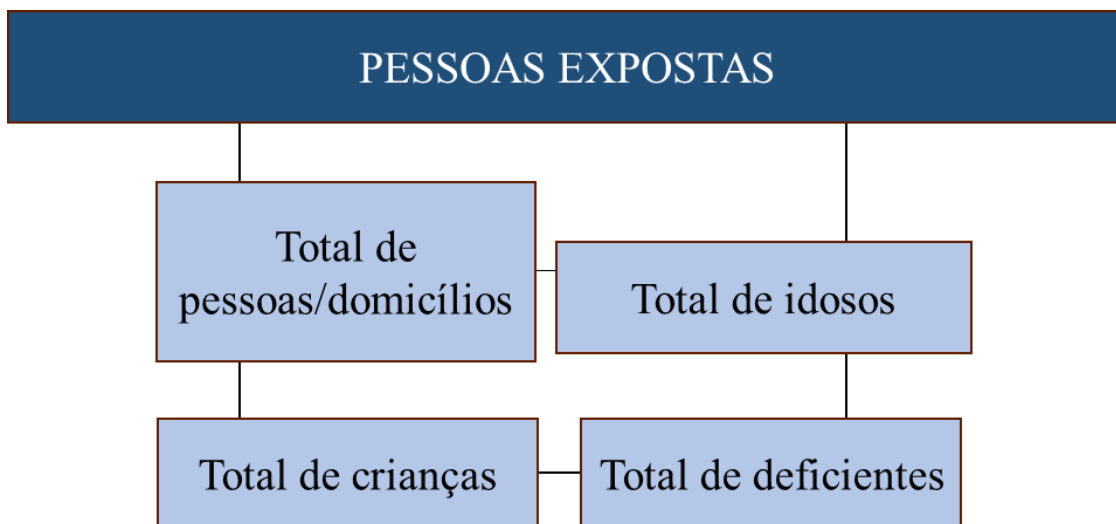 PESSOAS EXPOSTAS
Total de
pessoas/domicílios
Total de idosos
Total de crianças
Total de deficientes